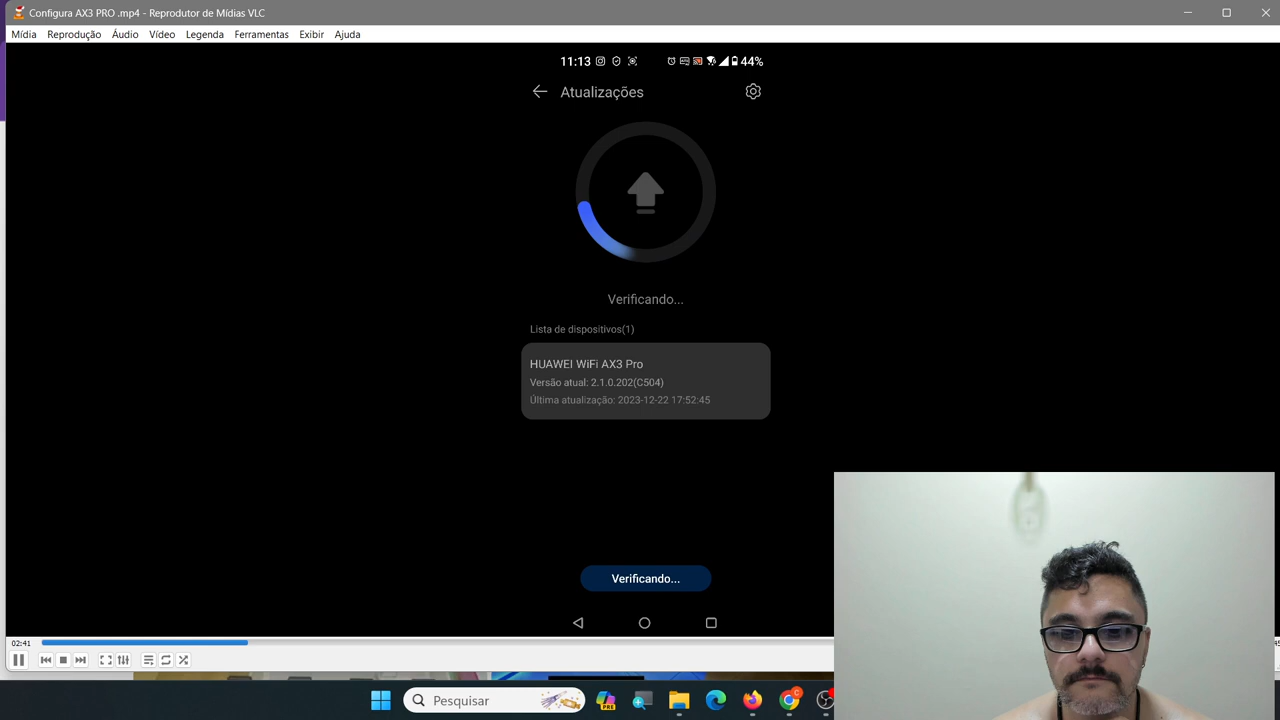 Configura AX3 PRO .mp4 - Reprodutor de Mídias VLC
Mídia Reprodução Áudio Vídeo Legenda Ferramentas Exibir Ajuda
11:13 44%
Atualizações
Verificando...
Lista de dispositivos(1)
HUAWEI WiFi AX3 Pro
Versão atual: 2.1.0.202(C504)
Última atualização: 2023-12-22 17:52:45
Verificando...
02:41
Pesquisar
PRE